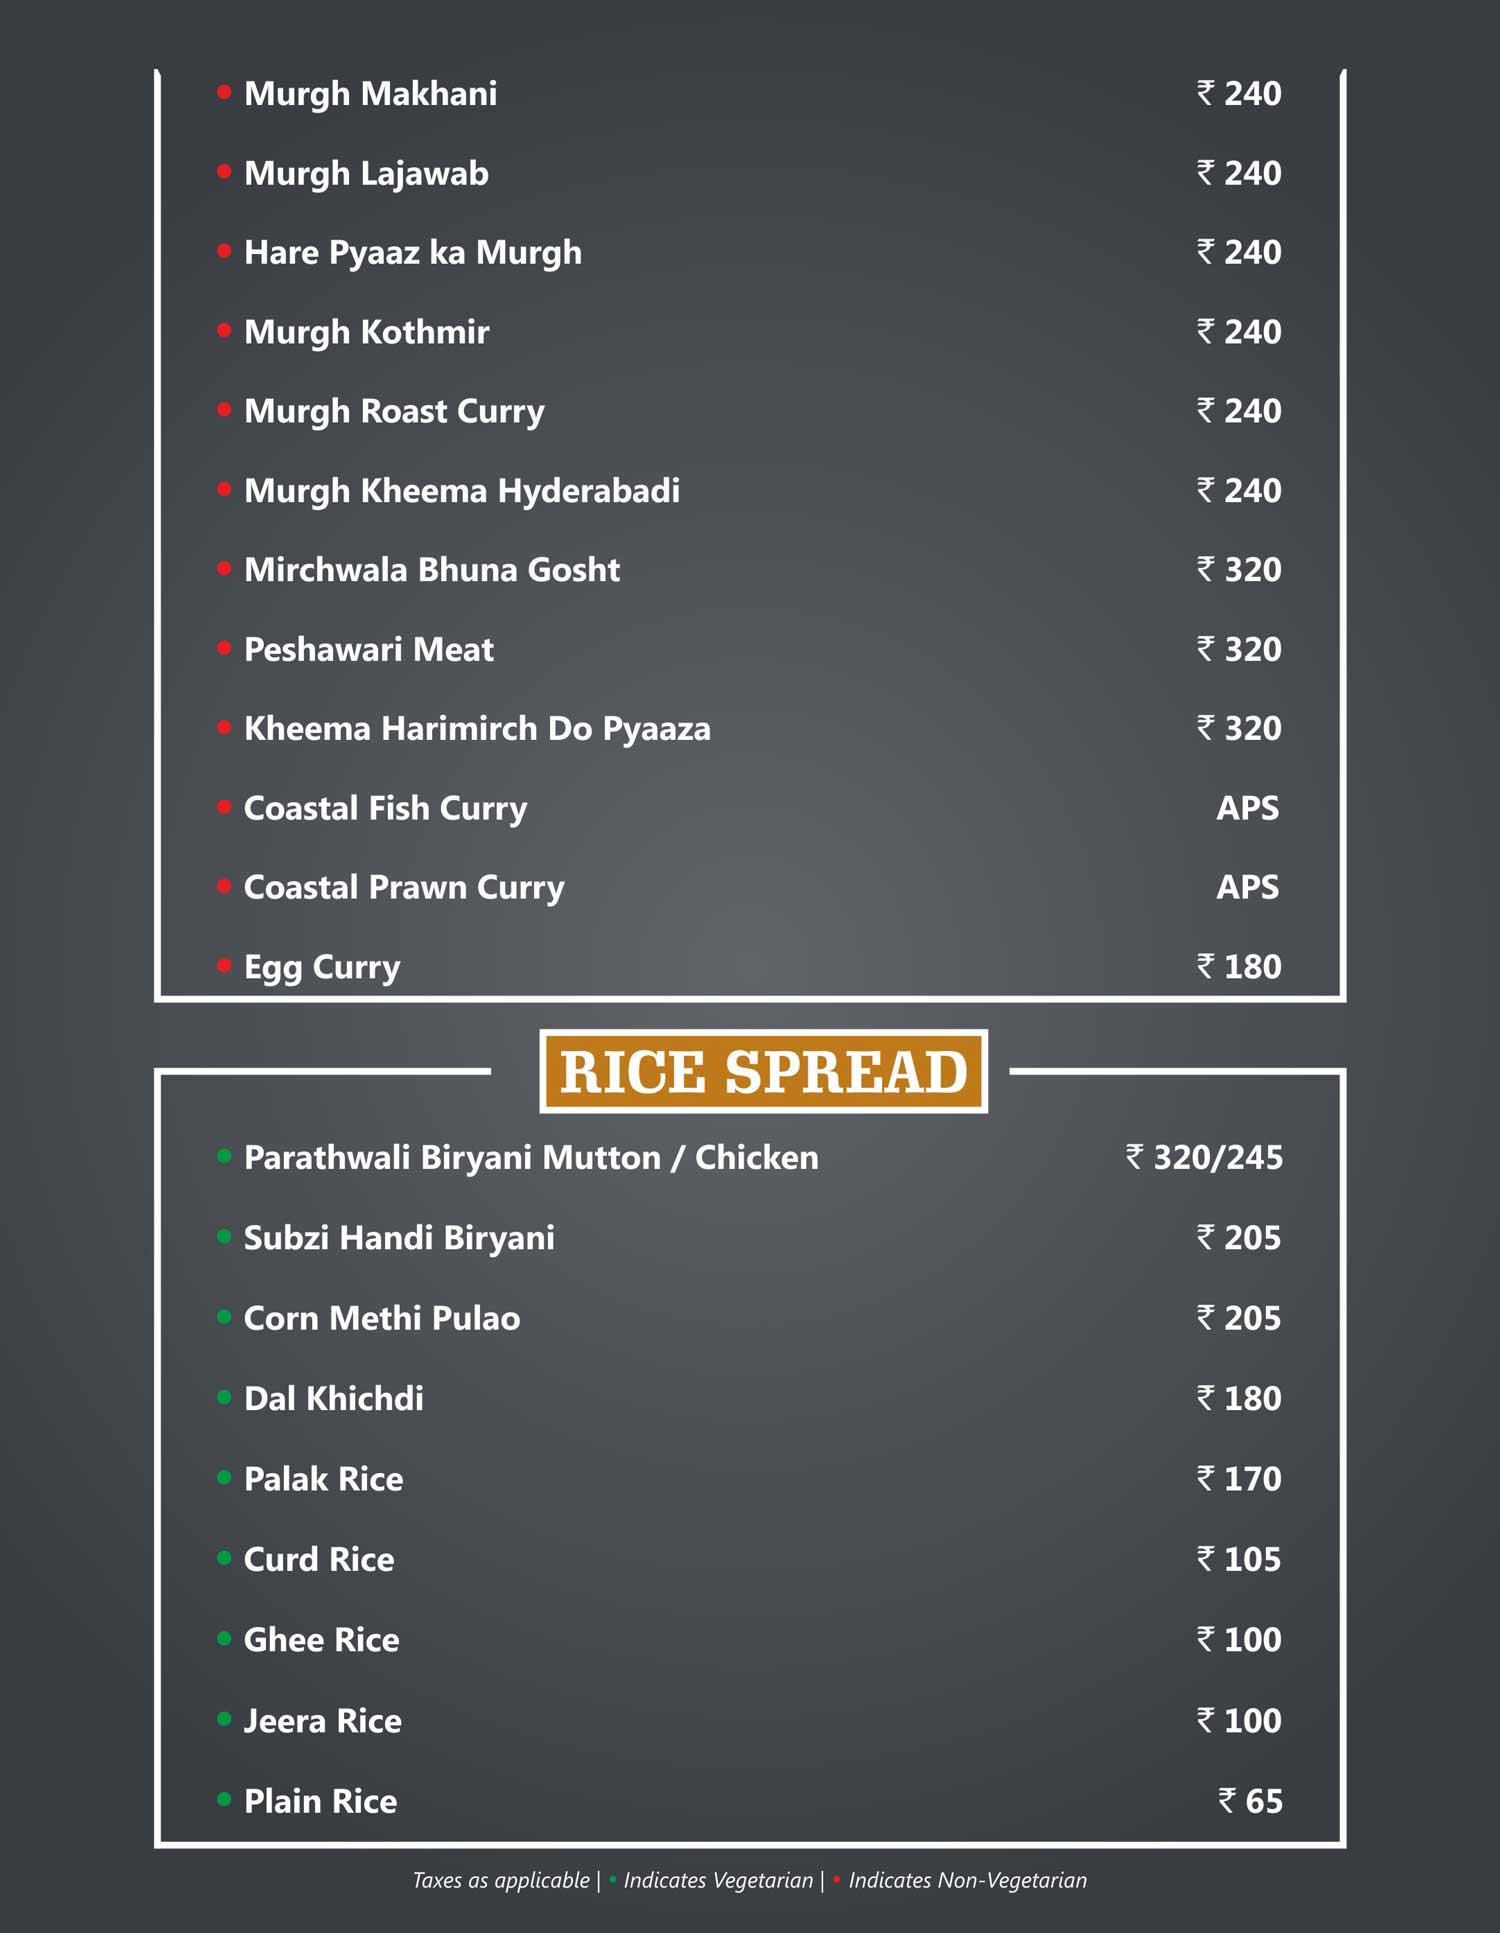 Murgh Makhani ₹ 240
Murgh Lajawab ₹ 240
Hare Pyaaz ka Murgh ₹ 240
Murgh Kothmir ₹ 240
Murgh Roast Curry ₹ 240
Murgh Kheema Hyderabadi ₹ 240
Mirchwala Bhuna Gosht ₹ 320
Peshawari Meat ₹ 320
Kheema Harimirch Do Pyaaza ₹ 320
Coastal Fish Curry APS
Coastal Prawn Curry APS
Egg Curry ₹ 180
RICE SPREAD
Parathwali Biryani Mutton / Chicken ₹ 320/245
Subzi Handi Biryani ₹ 205
Corn Methi Pulao ₹ 205
Dal Khichdi ₹ 180
Palak Rice ₹ 170
Curd Rice ₹ 105
Ghee Rice ₹ 100
Jeera Rice ₹ 100
Plain Rice ₹ 65
Taxes as applicable | • Indicates Vegetarian | • Indicates Non-Vegetarian